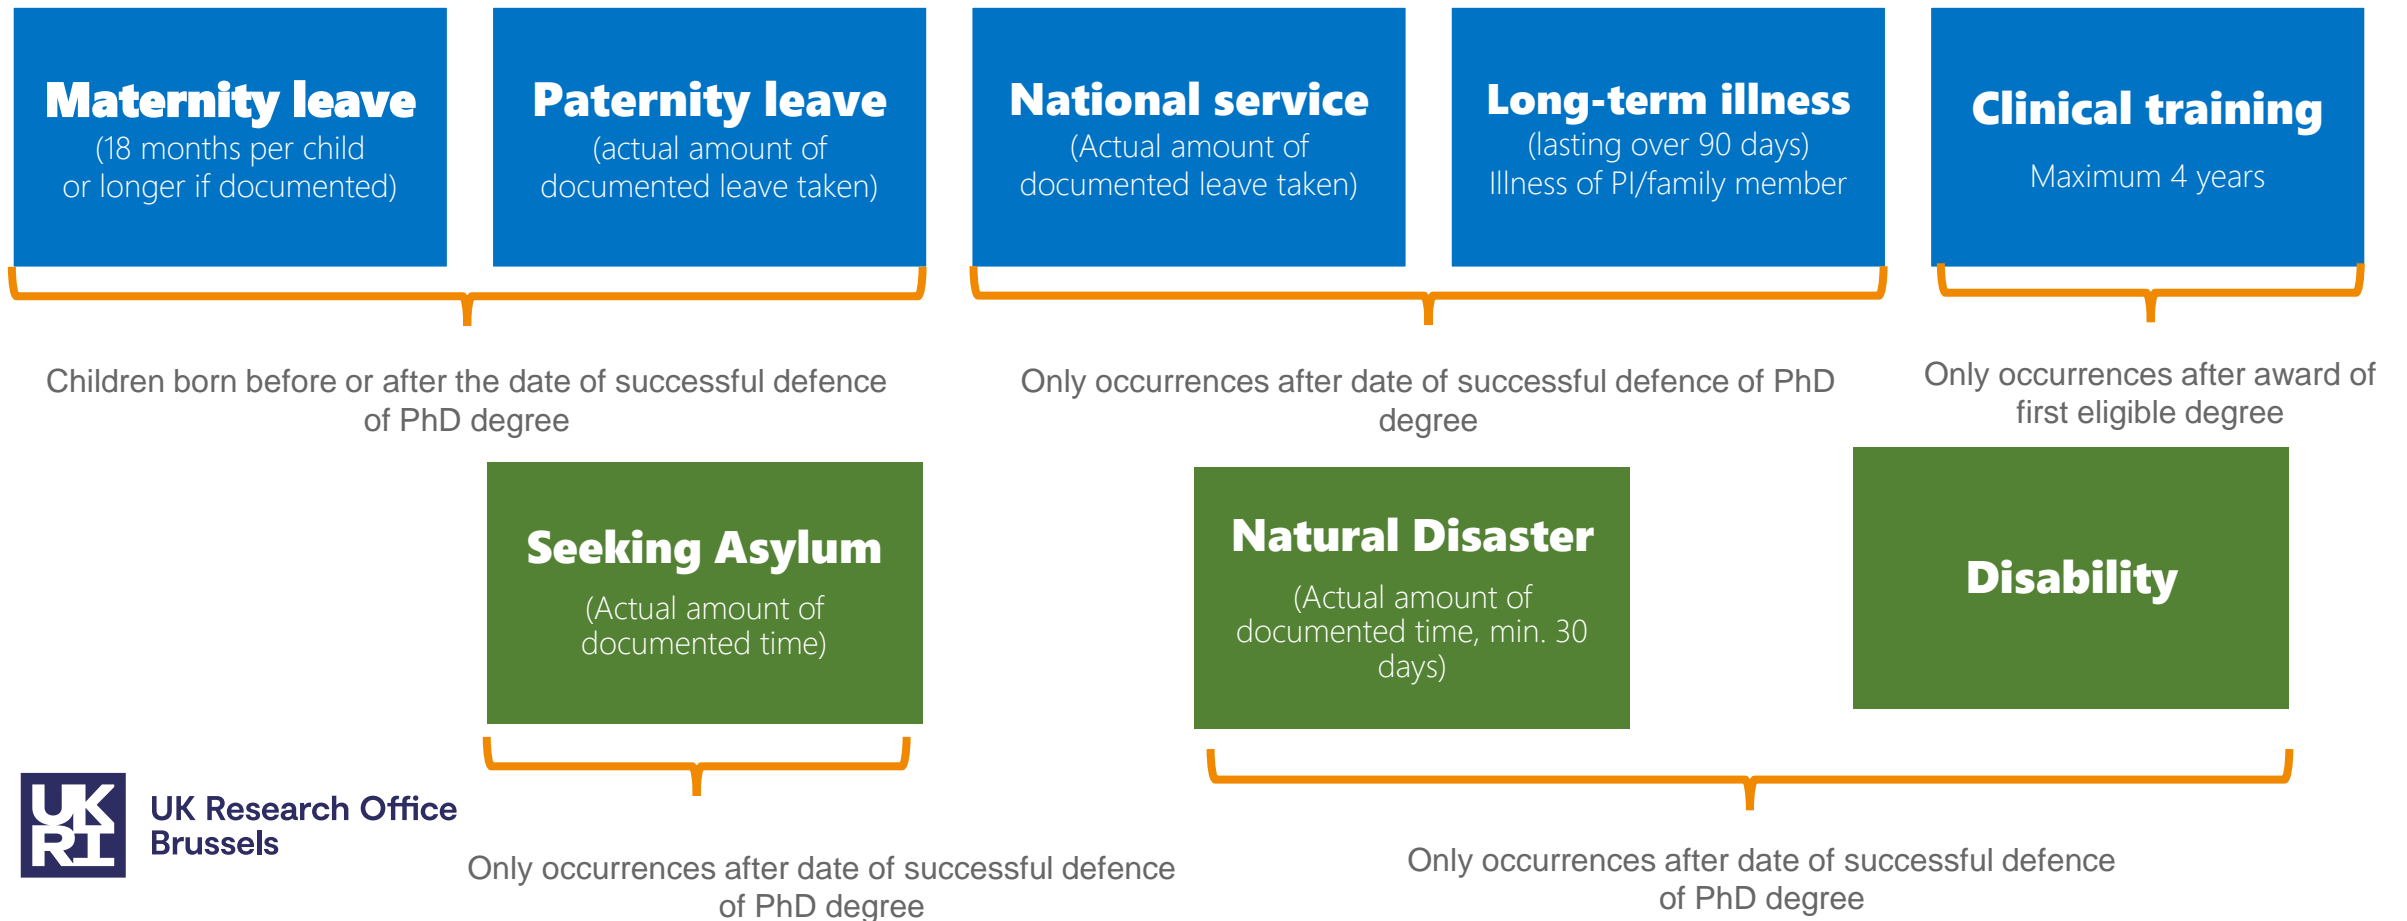 Maternity leave
(18 months per child
or longer if documented)
Paternity leave
(actual amount of
documented leave taken)
National service
(Actual amount of
documented leave taken)
Long-term illness
(lasting over 90 days)
Illness of PI/family member
Clinical training
Maximum 4 years
Children born before or after the date of successful defence
of PhD degree
Only occurrences after date of successful defence of PhD
degree
Only occurrences after award of
first eligible degree
Seeking Asylum
(Actual amount of
documented time)
Natural Disaster
(Actual amount of
documented time, min. 30
days)
Disability
UK
RI
UK Research Office
Brussels
Only occurrences after date of successful defence
of PhD degree
Only occurrences after date of successful defence
of PhD degree